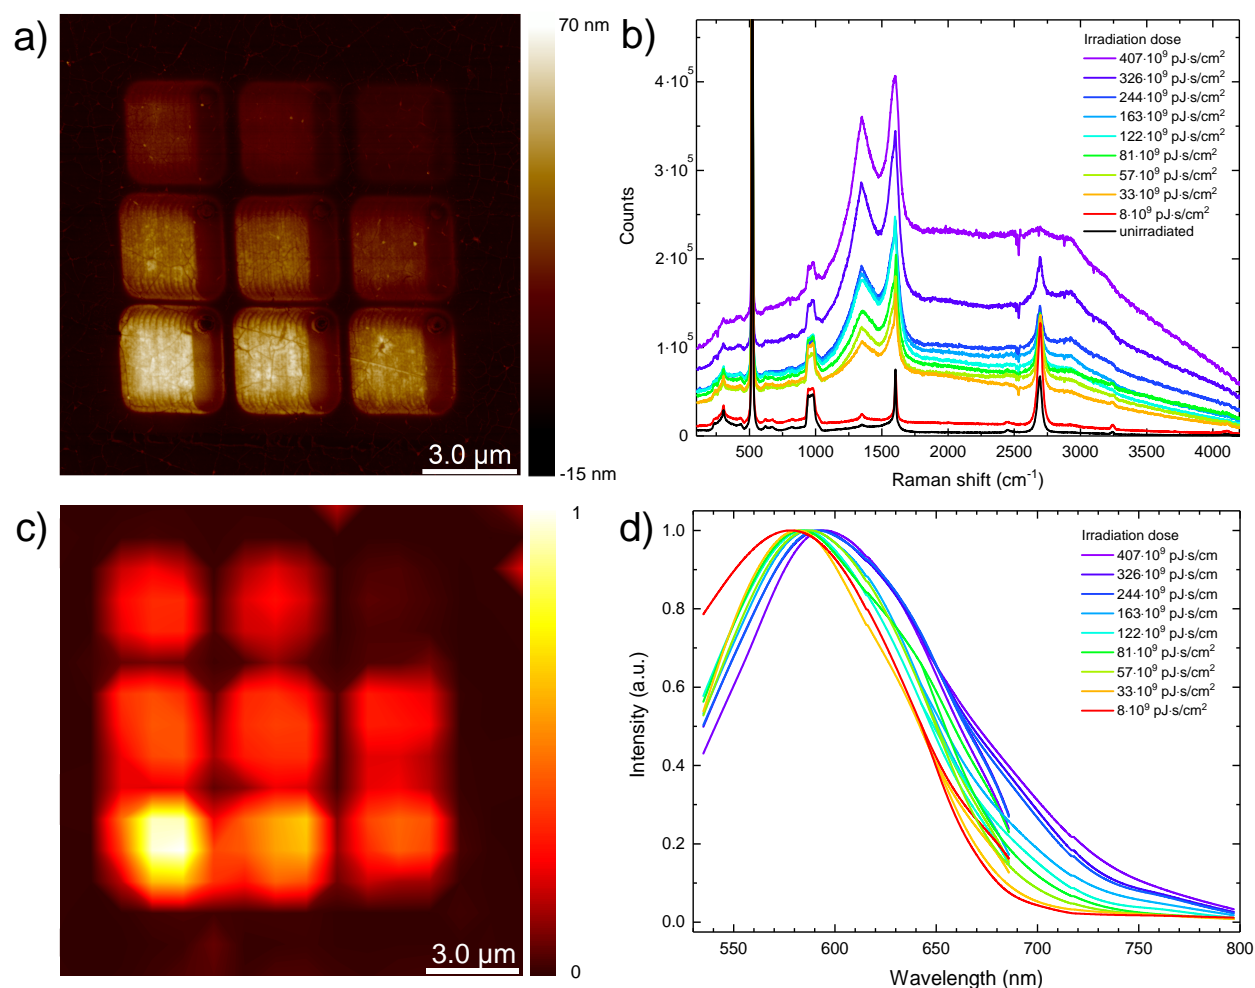 a)
70 nm
-15 nm
3.0 µm
b)
Counts
4·10⁵
3·10⁵
2·10⁵
1·10⁵
0
500
1000
1500
2000
2500
3000
3500
4000
Raman shift (cm⁻¹)
Irradiation dose
407·10⁹ pJ·s/cm²
326·10⁹ pJ·s/cm²
244·10⁹ pJ·s/cm²
163·10⁹ pJ·s/cm²
122·10⁹ pJ·s/cm²
81·10⁹ pJ·s/cm²
57·10⁹ pJ·s/cm²
33·10⁹ pJ·s/cm²
8·10⁹ pJ·s/cm²
unirradiated
c)
1
0
3.0 µm
d)
Intensity (a.u.)
1.0
0.8
0.6
0.4
0.2
0.0
550
600
650
700
750
800
Wavelength (nm)
Irradiation dose
407·10⁹ pJ·s/cm
326·10⁹ pJ·s/cm
244·10⁹ pJ·s/cm
163·10⁹ pJ·s/cm
122·10⁹ pJ·s/cm
81·10⁹ pJ·s/cm²
57·10⁹ pJ·s/cm²
33·10⁹ pJ·s/cm²
8·10⁹ pJ·s/cm²